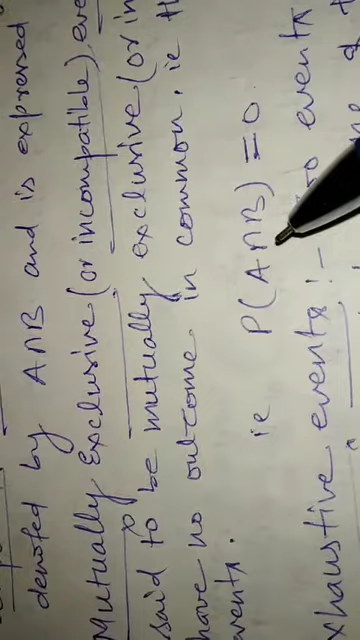 denoted by A∩B and is expressed
Mutually Exclusive (or incompatible) eve
said to be mutually exclusive (or in
have no outcome in common, ie th
vents.
ie P(A∩B) = 0.
xhaustive events :- events